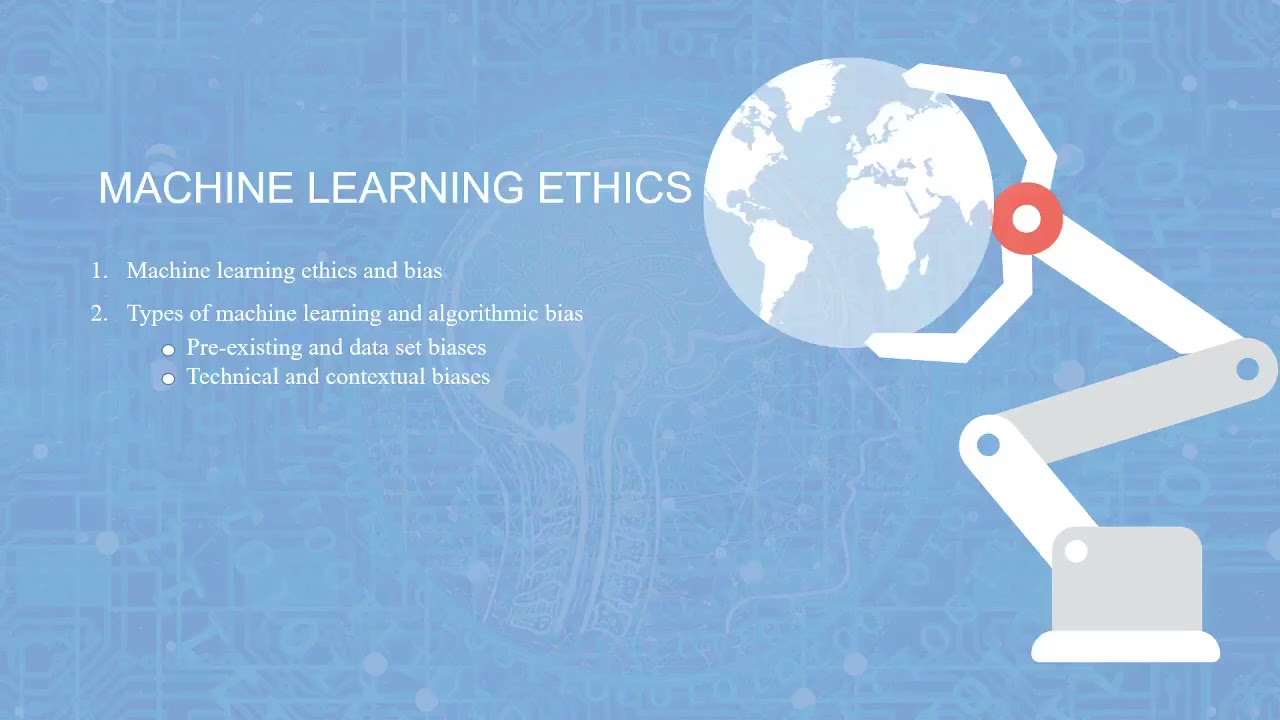 MACHINE LEARNING ETHICS
1. Machine learning ethics and bias
2. Types of machine learning and algorithmic bias
Pre-existing and data set biases
Technical and contextual biases